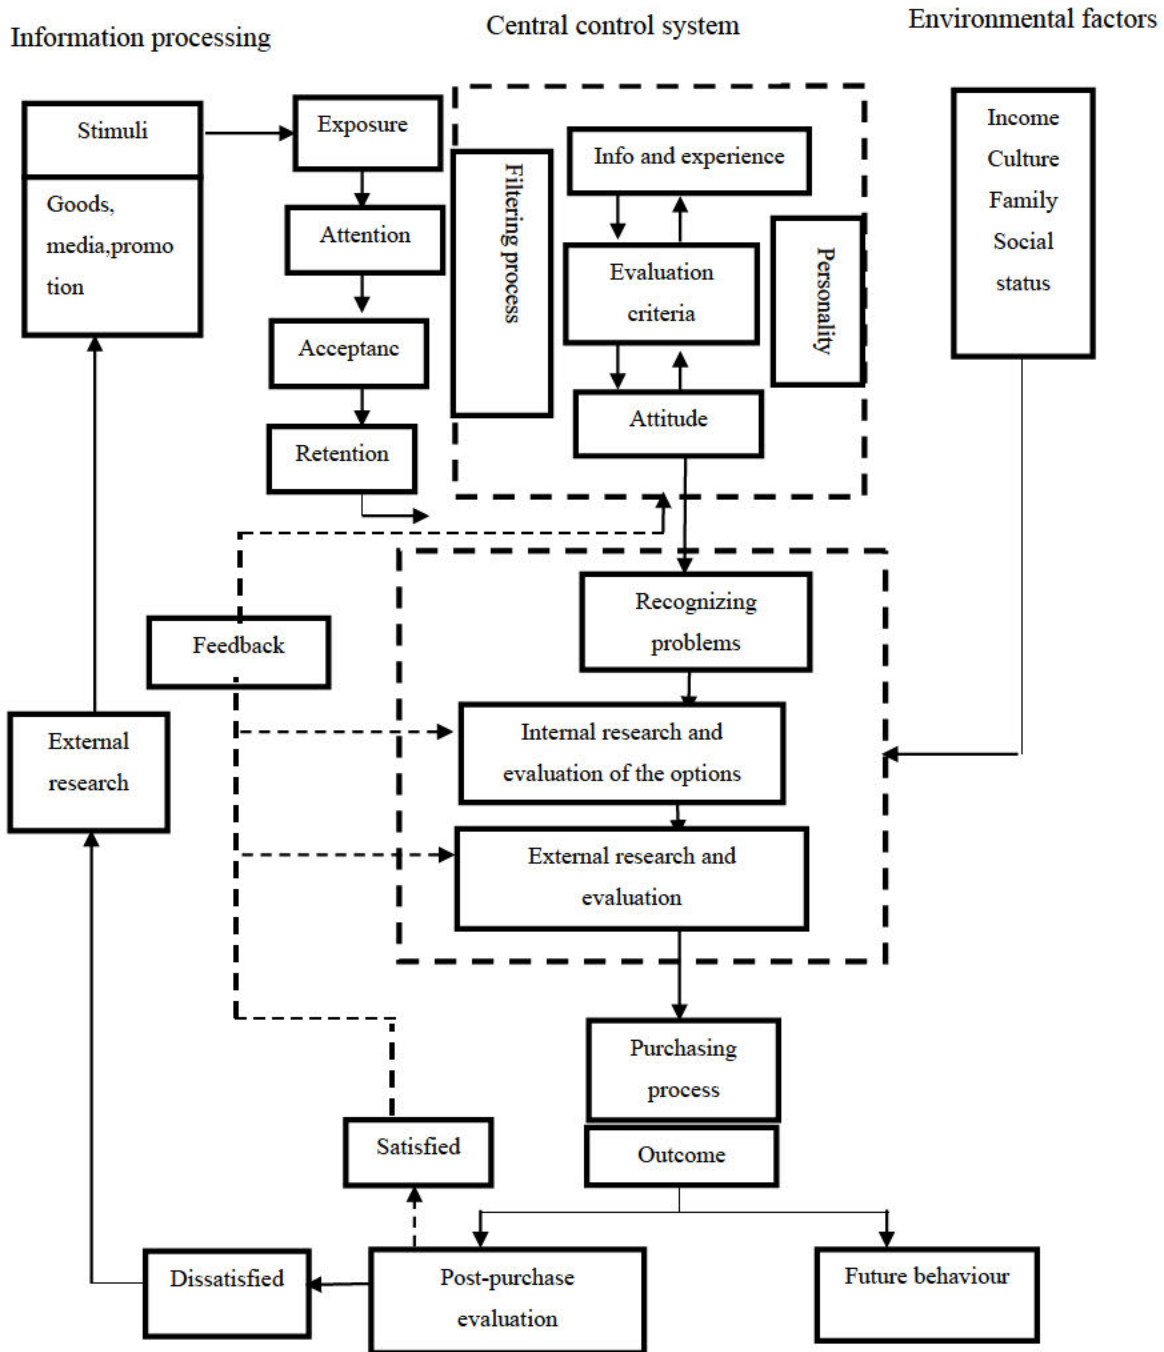 Information processing
Central control system
Environmental factors
Stimuli
Goods,
media,promo
tion
Exposure
Attention
Acceptanc
Retention
Filtering process
Info and experience
Evaluation
criteria
Attitude
Personality
Income
Culture
Family
Social
status
Recognizing
problems
Feedback
Internal research and
evaluation of the options
External
research
External research and
evaluation
Purchasing
process
Satisfied
Outcome
Dissatisfied
Post-purchase
evaluation
Future behaviour